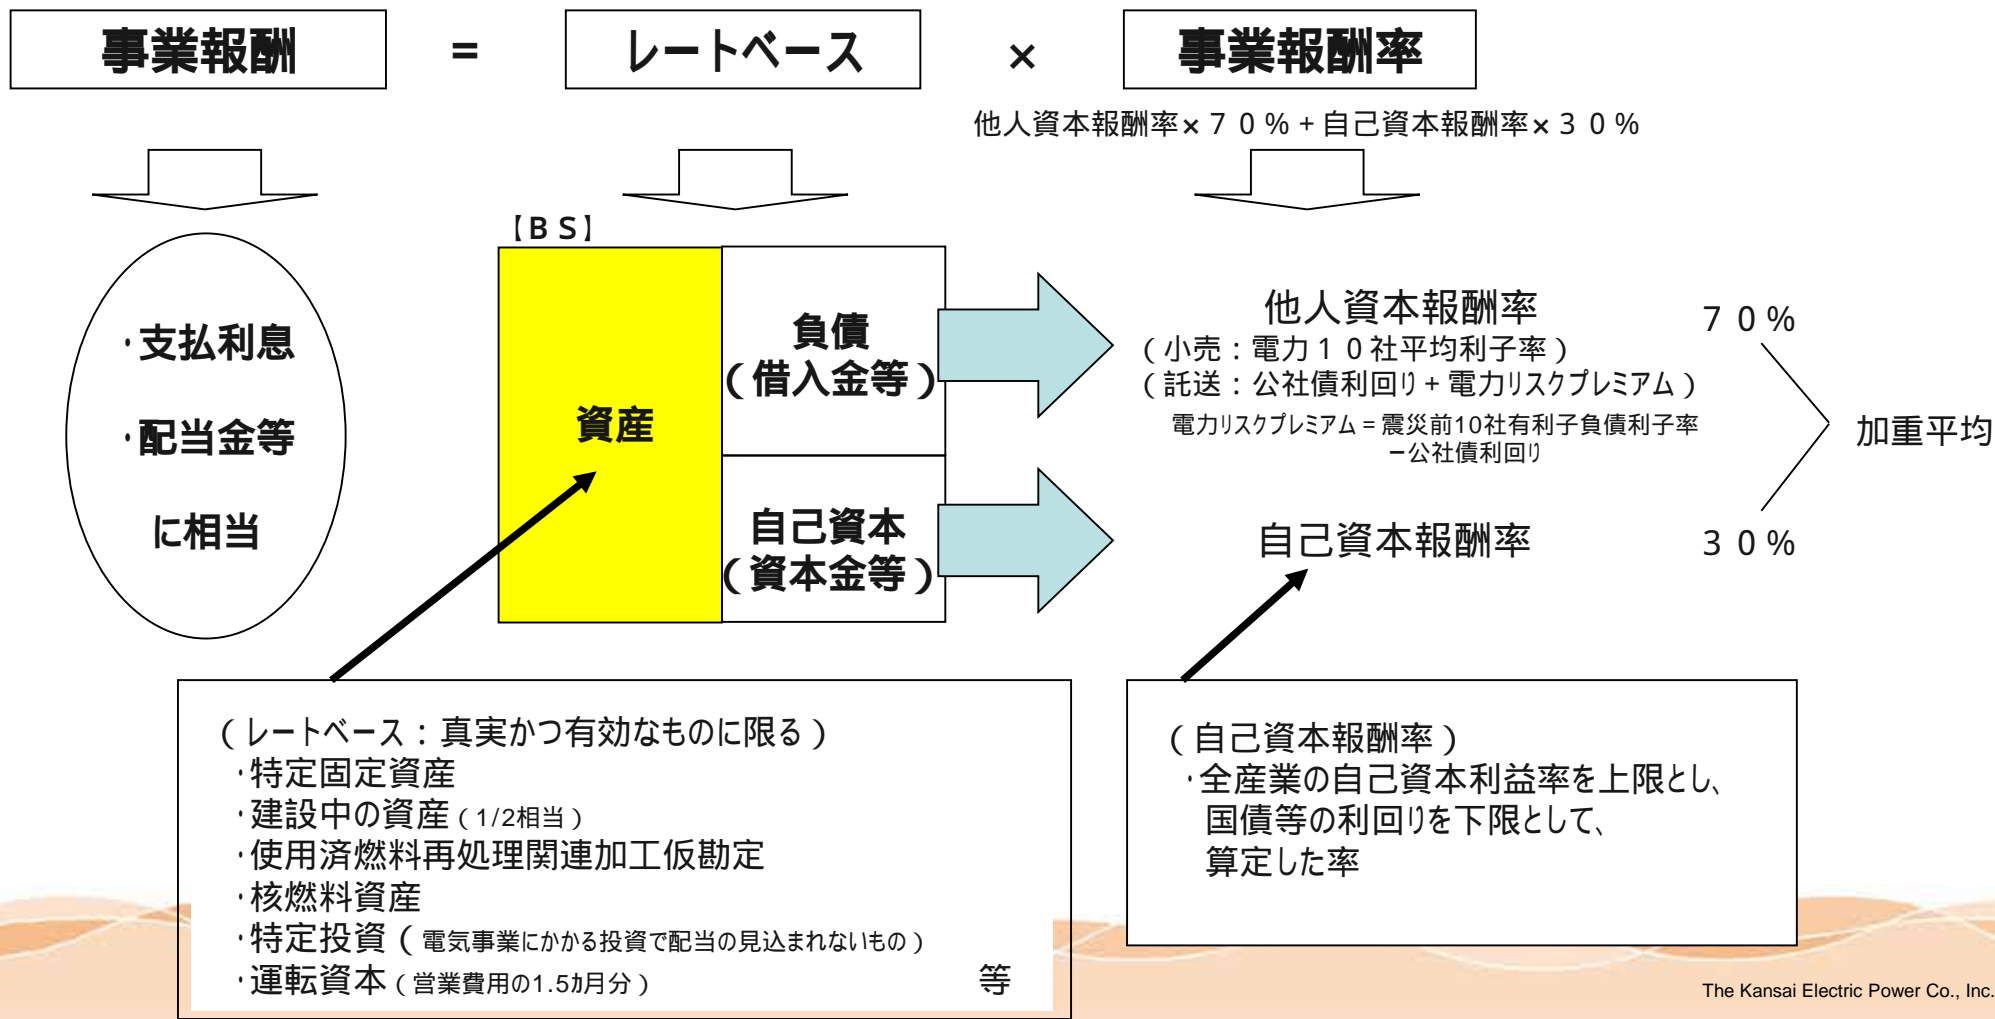 事業報酬 = レートベース × 事業報酬率
他人資本報酬率×70%+自己資本報酬率×30%
【BS】
・支払利息
・配当金等
に相当
資産
負債
(借入金等)
自己資本
(資本金等)
他人資本報酬率 70%
(小売:電力10社平均利子率)
(託送:公社債利回り+電力リスクプレミアム)
電力リスクプレミアム=震災前10社有利子負債利子率
ー公社債利回り
加重平均
自己資本報酬率 30%
(レートベース:真実かつ有効なものに限る)
・特定固定資産
・建設中の資産(1/2相当)
・使用済燃料再処理関連加工仮勘定
・核燃料資産
・特定投資(電気事業にかかる投資で配当の見込まれないもの)
・運転資本(営業費用の1.5ヵ月分) 等
(自己資本報酬率)
・全産業の自己資本利益率を上限とし、
国債等の利回りを下限として、
算定した率
The Kansai Electric Power Co., Inc.